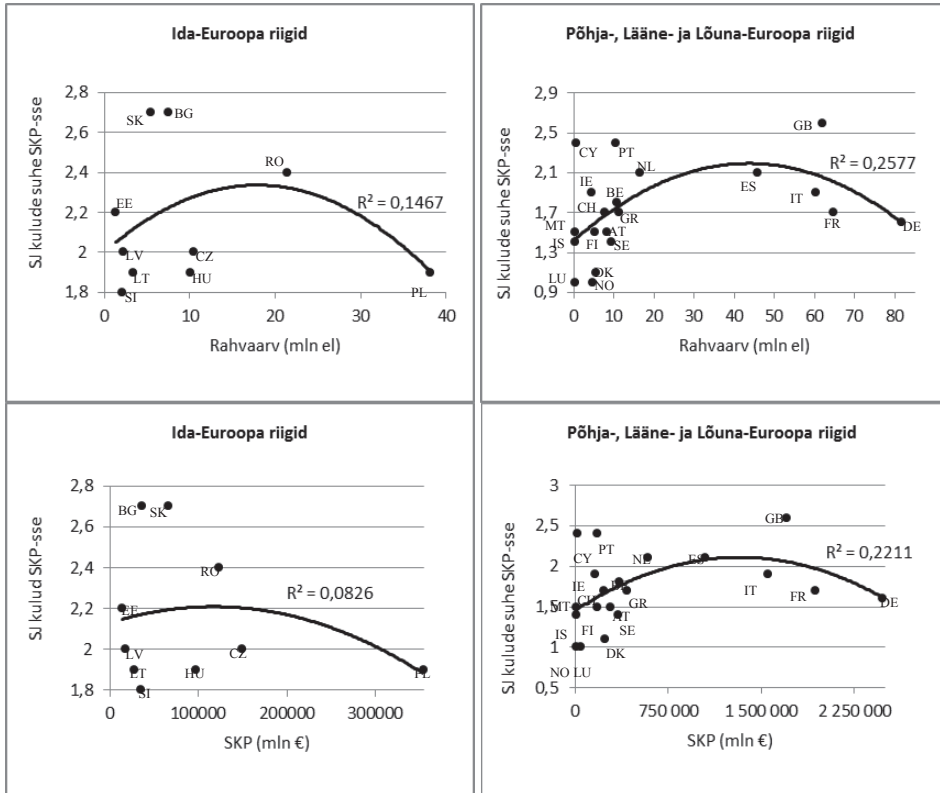 Ida-Euroopa riigid
SJ kulude suhe SKP-sse
2,8
2,6
2,4
2,2
2
1,8
SK
BG
RO
EE
R² = 0,1467
LV
CZ
LT
HU
SI
PL
0
10
20
30
40
Rahvaarv (mln el)
Põhja-, Lääne- ja Lõuna-Euroopa riigid
SJ kulude suhe SKP-sse
2,9
2,5
2,1
1,7
1,3
0,9
GB
CY
PT
NL
R² = 0,2577
ES
IE
BE
IT
CH
GR
FR
MT
AT
DE
IS
FI
SE
LU
DK
NO
0
10
20
30
40
50
60
70
80
Rahvaarv (mln el)
Ida-Euroopa riigid
SJ kulud SKP-sse
2,8
2,6
2,4
2,2
2
1,8
BG
SK
RO
R² = 0,0826
EE
LV
CZ
LT
HU
PL
SI
0
100000
200000
300000
SKP (mln €)
Põhja-, Lääne- ja Lõuna-Euroopa riigid
SJ kulude suhe SKP-sse
3
2,5
2
1,5
1
0,5
GB
PT
CY
NL
ES
R² = 0,2211
IE
BE
IT
CH
GR
FR
MT
DE
AT
IS
FI
SE
DK
NO LU
0
750 000
1 500 000
2 250 000
SKP (mln €)